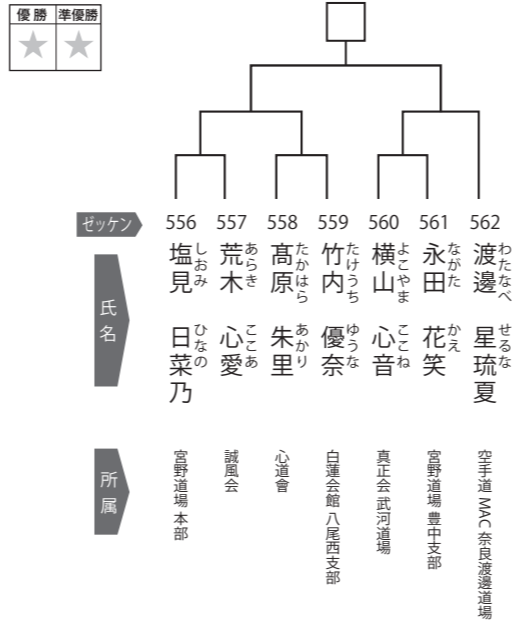 優勝 準優勝
ゼッケン 556 557 558 559 560 561 562
氏名
塩見 日菜乃
しおみ ひなの
荒木 心愛
あらき ここあ
髙原 朱里
たかはら あかり
竹内 優奈
たけうち ゆうな
横山 心音
よこやま ここね
永田 花笑
ながた かえ
渡邊 星琉夏
わたなべ せるな
所属
宮野道場 本部
誠風会
心道會
白蓮会館 八尾西支部
真正会 武河道場
宮野道場 豊中支部
空手道 MAC 奈良渡邊道場